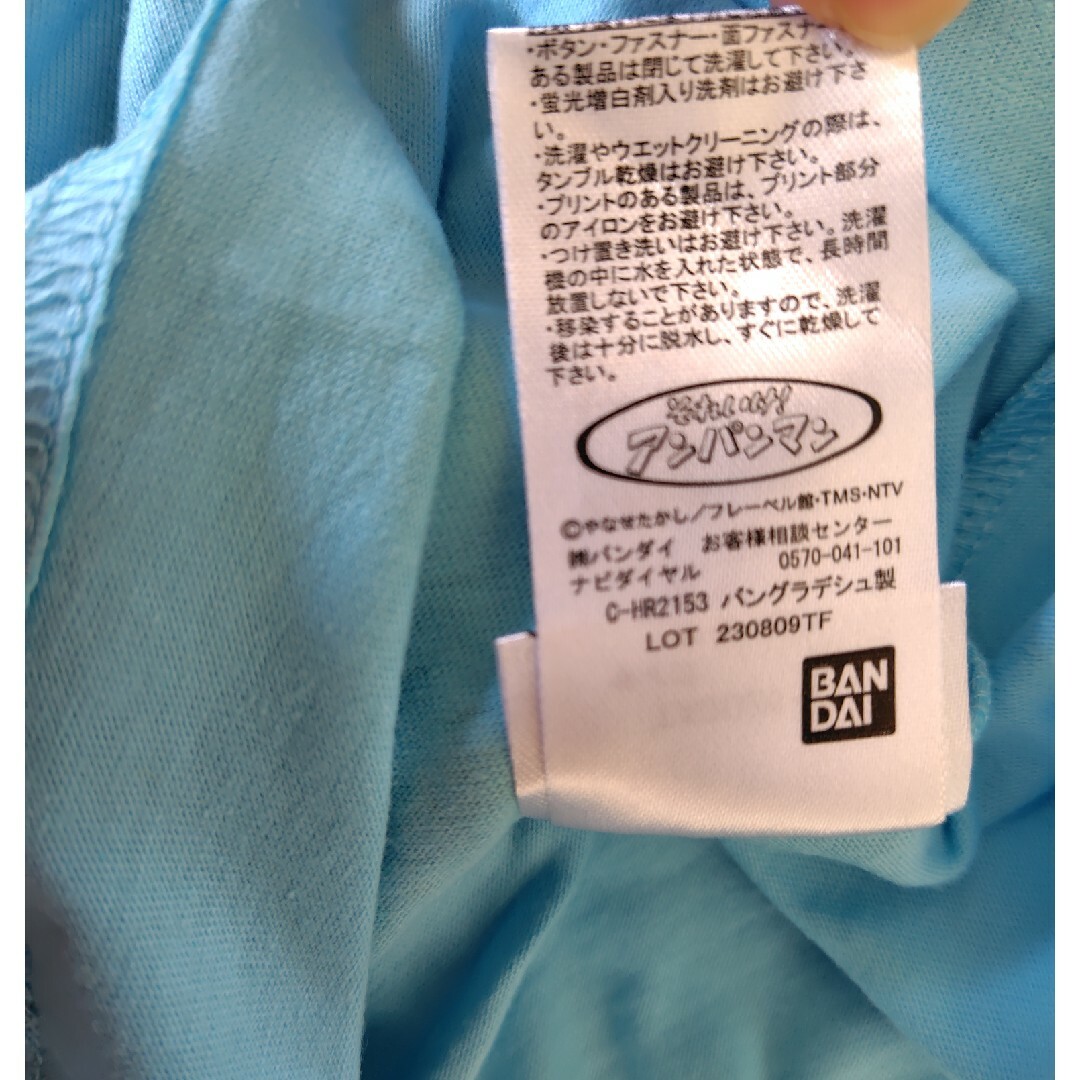 ・ボタン・ファスナー・面ファスナ
ある製品は閉じて洗濯して下さい。
・蛍光増白剤入り洗剤はお避け下さ
い。
・洗濯やウエットクリーニングの際は、
タンブル乾燥はお避け下さい。
・プリントのある製品は、プリント部分
のアイロンをお避け下さい。
・つけ置き洗いはお避け下さい。洗濯
機の中に水を入れた状態で、長時間
放置しないで下さい。
・移染することがありますので、洗濯
後は十分に脱水し、すぐに乾燥して
下さい。
それいけ!
アンパンマン
©やなせたかし/フレーベル館・TMS・NTV
㈱バンダイ お客様相談センター
ナビダイヤル 0570-041-101
C-HR2153 バングラデシュ製
LOT 230809TF
BAN
DAI